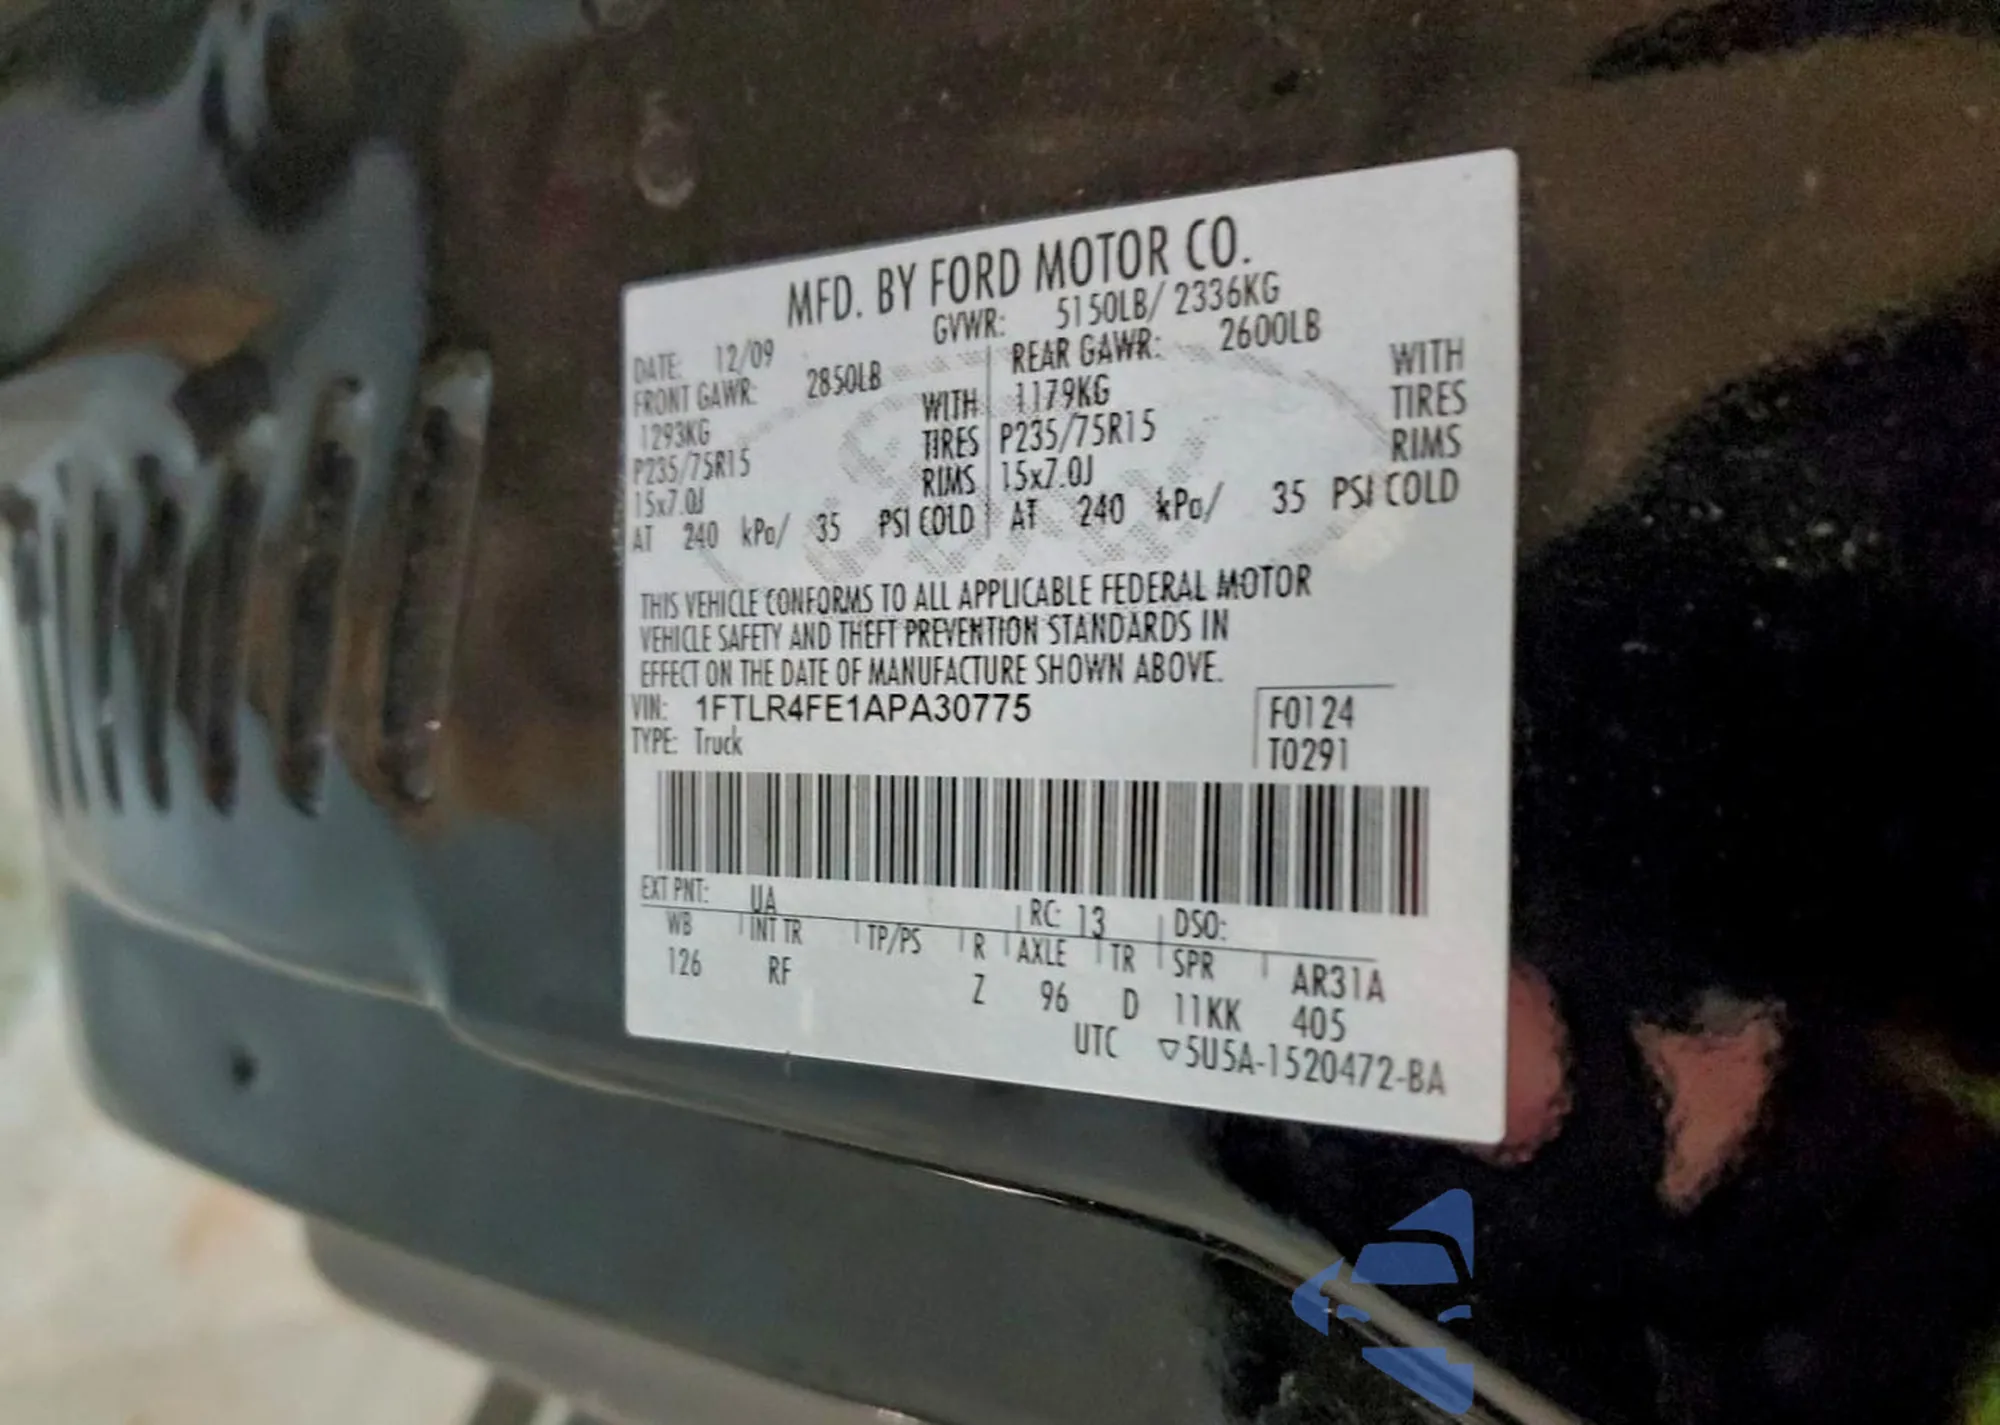 MFD. BY FORD MOTOR CO.
DATE: 12/09 GVWR: 5150LB/ 2336KG
FRONT GAWR: 2850LB REAR GAWR: 2600LB
1293KG WITH 1179KG WITH
P235/75R15 TIRES P235/75R15 TIRES
15x7.0J RIMS 15x7.0J RIMS
AT 240 kPa/ 35 PSI COLD AT 240 kPa/ 35 PSI COLD
THIS VEHICLE CONFORMS TO ALL APPLICABLE FEDERAL MOTOR
VEHICLE SAFETY AND THEFT PREVENTION STANDARDS IN
EFFECT ON THE DATE OF MANUFACTURE SHOWN ABOVE.
VIN: 1FTLR4FE1APA30775 F0124
TYPE: Truck T0291
EXT PNT: UA RC: 13 DSO:
WB INT TR TP/PS R AXLE TR SPR AR31A
126 RF Z 96 D 11KK 405
UTC ▽5U5A-1520472-BA